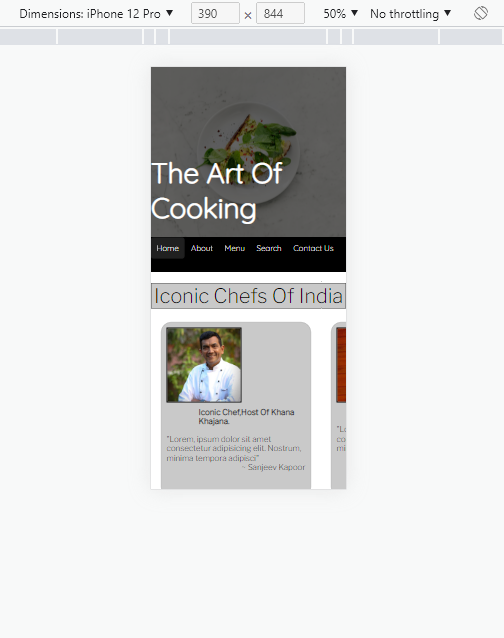 Dimensions: iPhone 12 Pro ▼ 390 × 844 50% ▼ No throttling ▼
The Art Of
Cooking
Home About Menu Search Contact Us
Iconic Chefs Of India
Iconic Chef,Host Of Khana
Khajana.
"Lorem, ipsum dolor sit amet
consectetur adipisicing elit. Nostrum,
minima tempora adipisci"
- Sanjeev Kapoor
"Lo
co
mi